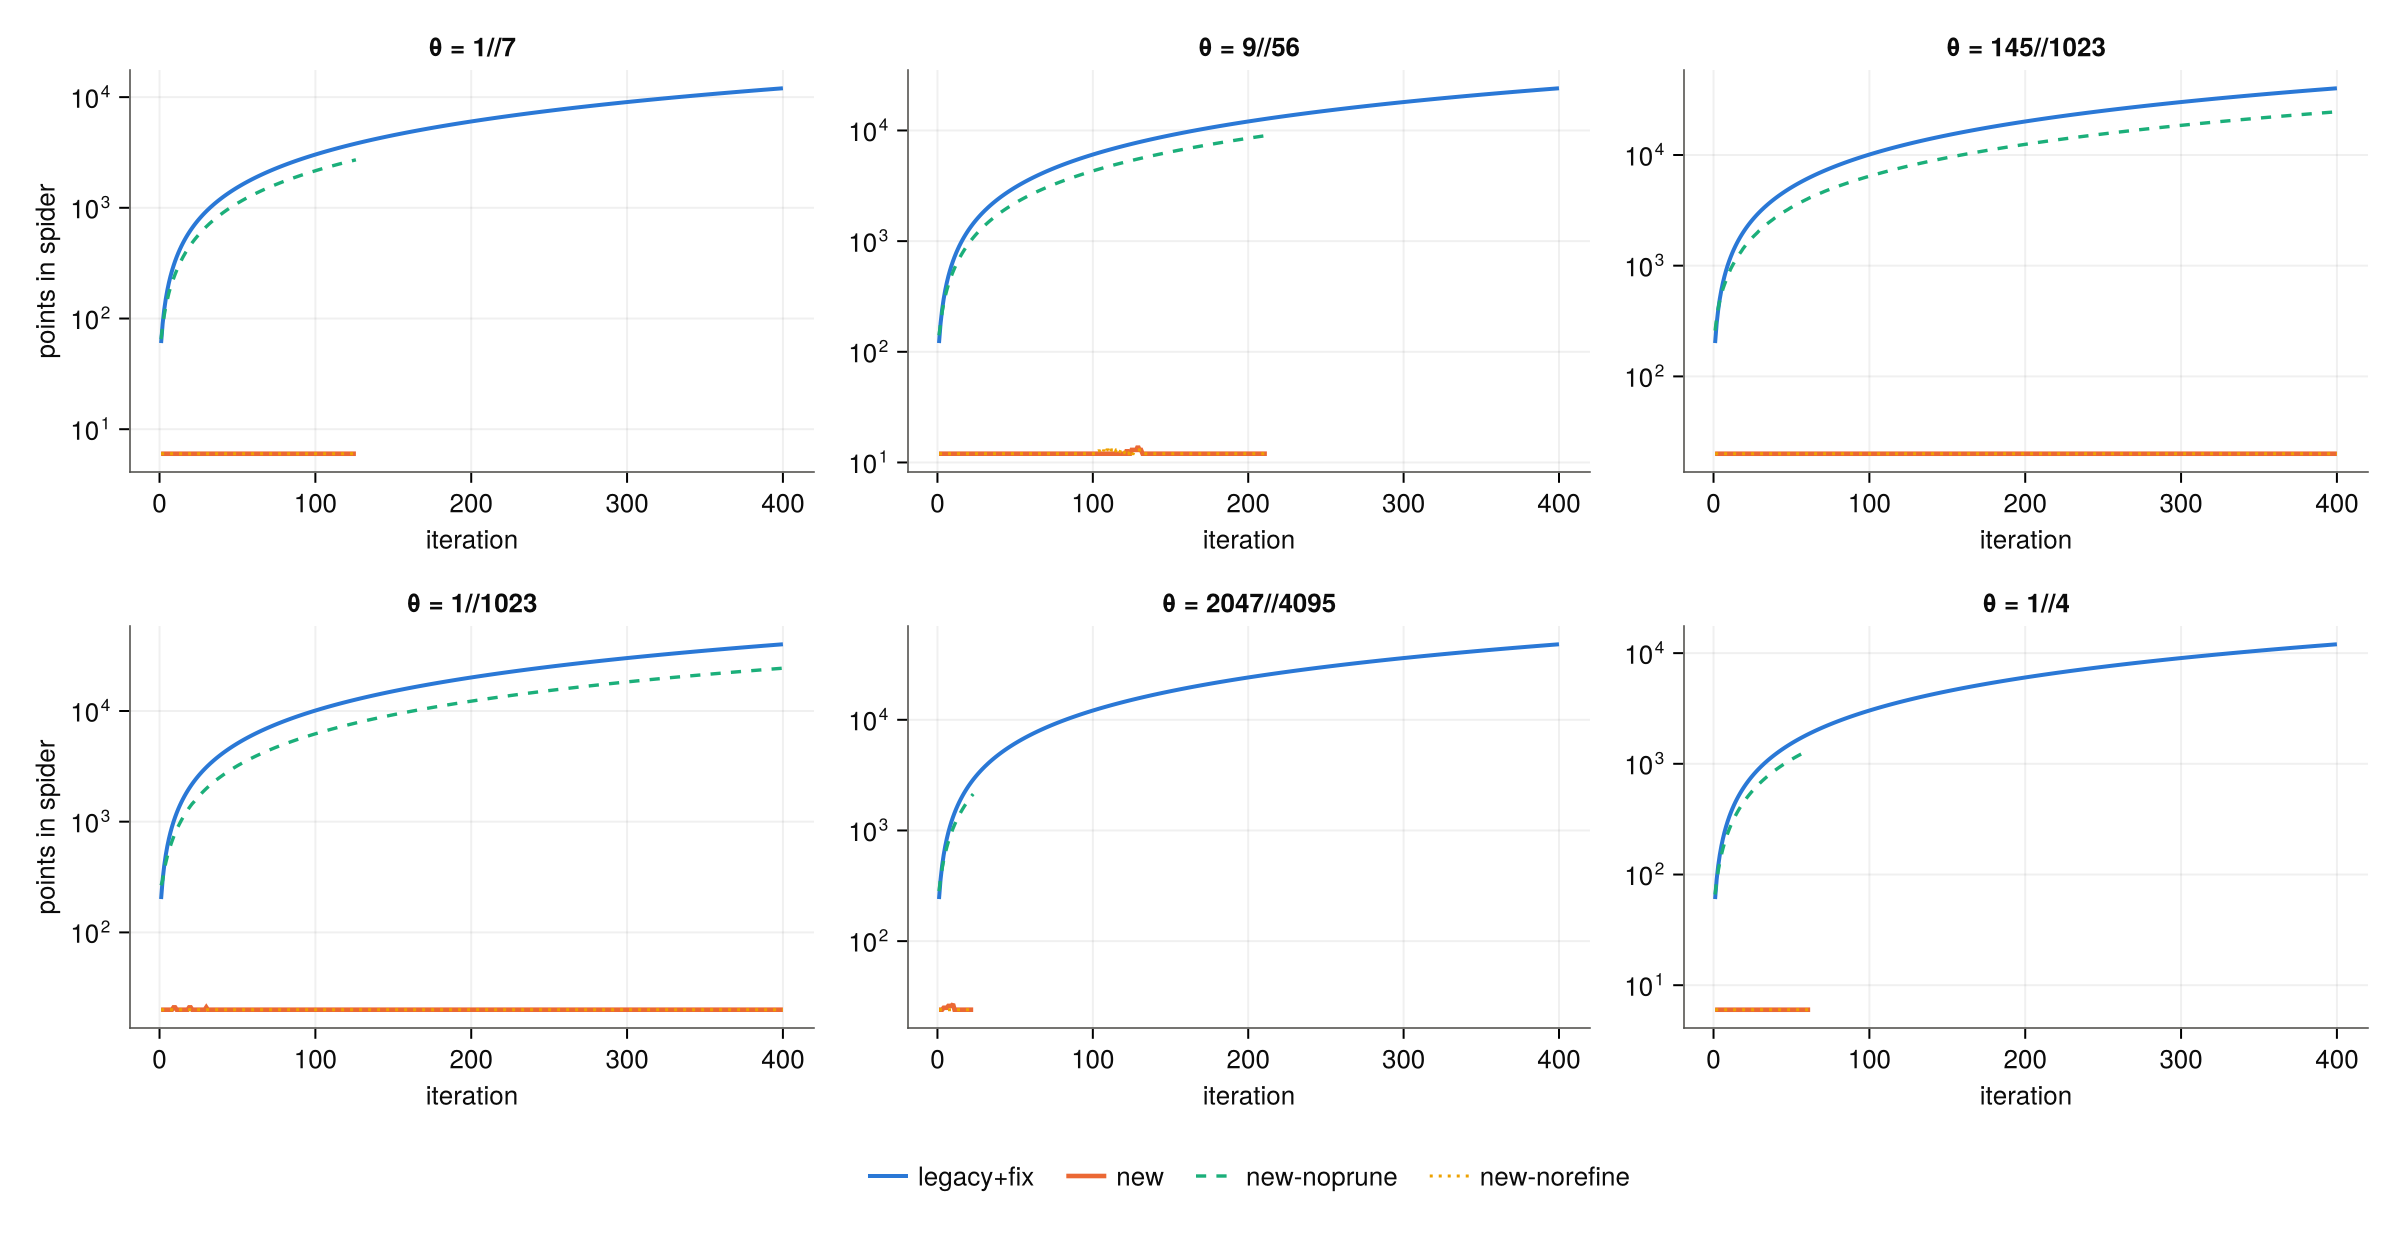 θ = 1//7
θ = 9//56
θ = 145//1023
points in spider
10⁴
10³
10²
10¹
10⁴
10³
10²
10¹
10⁴
10³
10²
0 100 200 300 400
0 100 200 300 400
0 100 200 300 400
iteration
iteration
iteration
θ = 1//1023
θ = 2047//4095
θ = 1//4
points in spider
10⁴
10³
10²
10⁴
10³
10²
10⁴
10³
10²
10¹
0 100 200 300 400
0 100 200 300 400
0 100 200 300 400
iteration
iteration
iteration
legacy+fix new new-noprune new-norefine